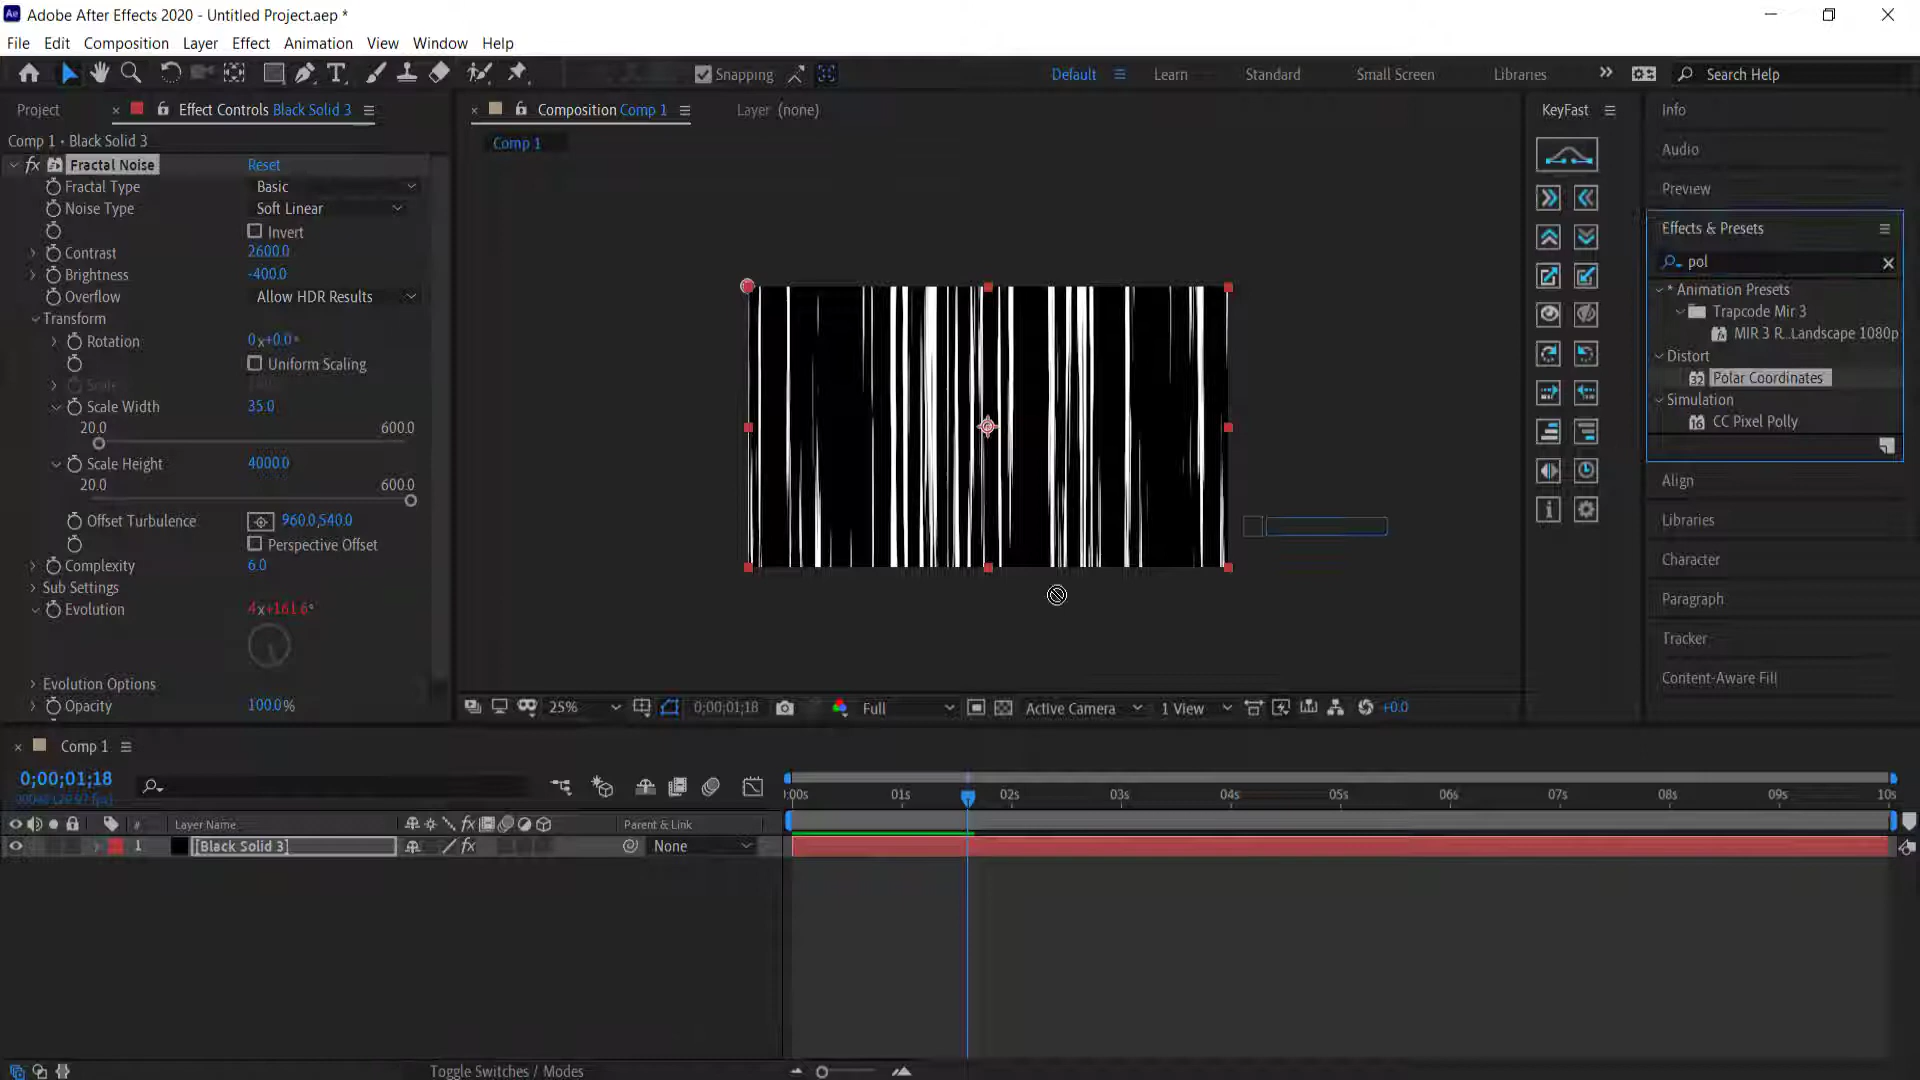 Adobe After Effects 2020 - Untitled Project.aep *
File Edit Composition Layer Effect Animation View Window Help
Snapping
Default Learn Standard Small Screen Libraries Search Help
Project Effect Controls Black Solid 3
Comp 1 • Black Solid 3
Fractal Noise Reset
Fractal Type Basic
Noise Type Soft Linear
Invert
Contrast 2600.0
Brightness -400.0
Overflow Allow HDR Results
Transform
Rotation 0x+0.0°
Uniform Scaling
Scale
Scale Width 35.0
20.0 600.0
Scale Height 4000.0
20.0 600.0
Offset Turbulence 960.0,540.0
Perspective Offset
Complexity 6.0
Sub Settings
Evolution 4x+161.6°
Evolution Options
Opacity 100.0%
Composition Comp 1 Layer (none)
Comp 1
25% 0;00;01;18 Full Active Camera 1 View +0.0
KeyFast
Info
Audio
Preview
Effects & Presets
pol
* Animation Presets
Trapcode Mir 3
MIR 3 R...Landscape 1080p
Distort
32 Polar Coordinates
Simulation
16 CC Pixel Polly
Align
Libraries
Character
Paragraph
Tracker
Content-Aware Fill
Comp 1
0;00;01;18
# Layer Name Parent & Link
1 [Black Solid 3] None
:00s 01s 02s 03s 04s 05s 06s 07s 08s 09s 10s
Toggle Switches / Modes